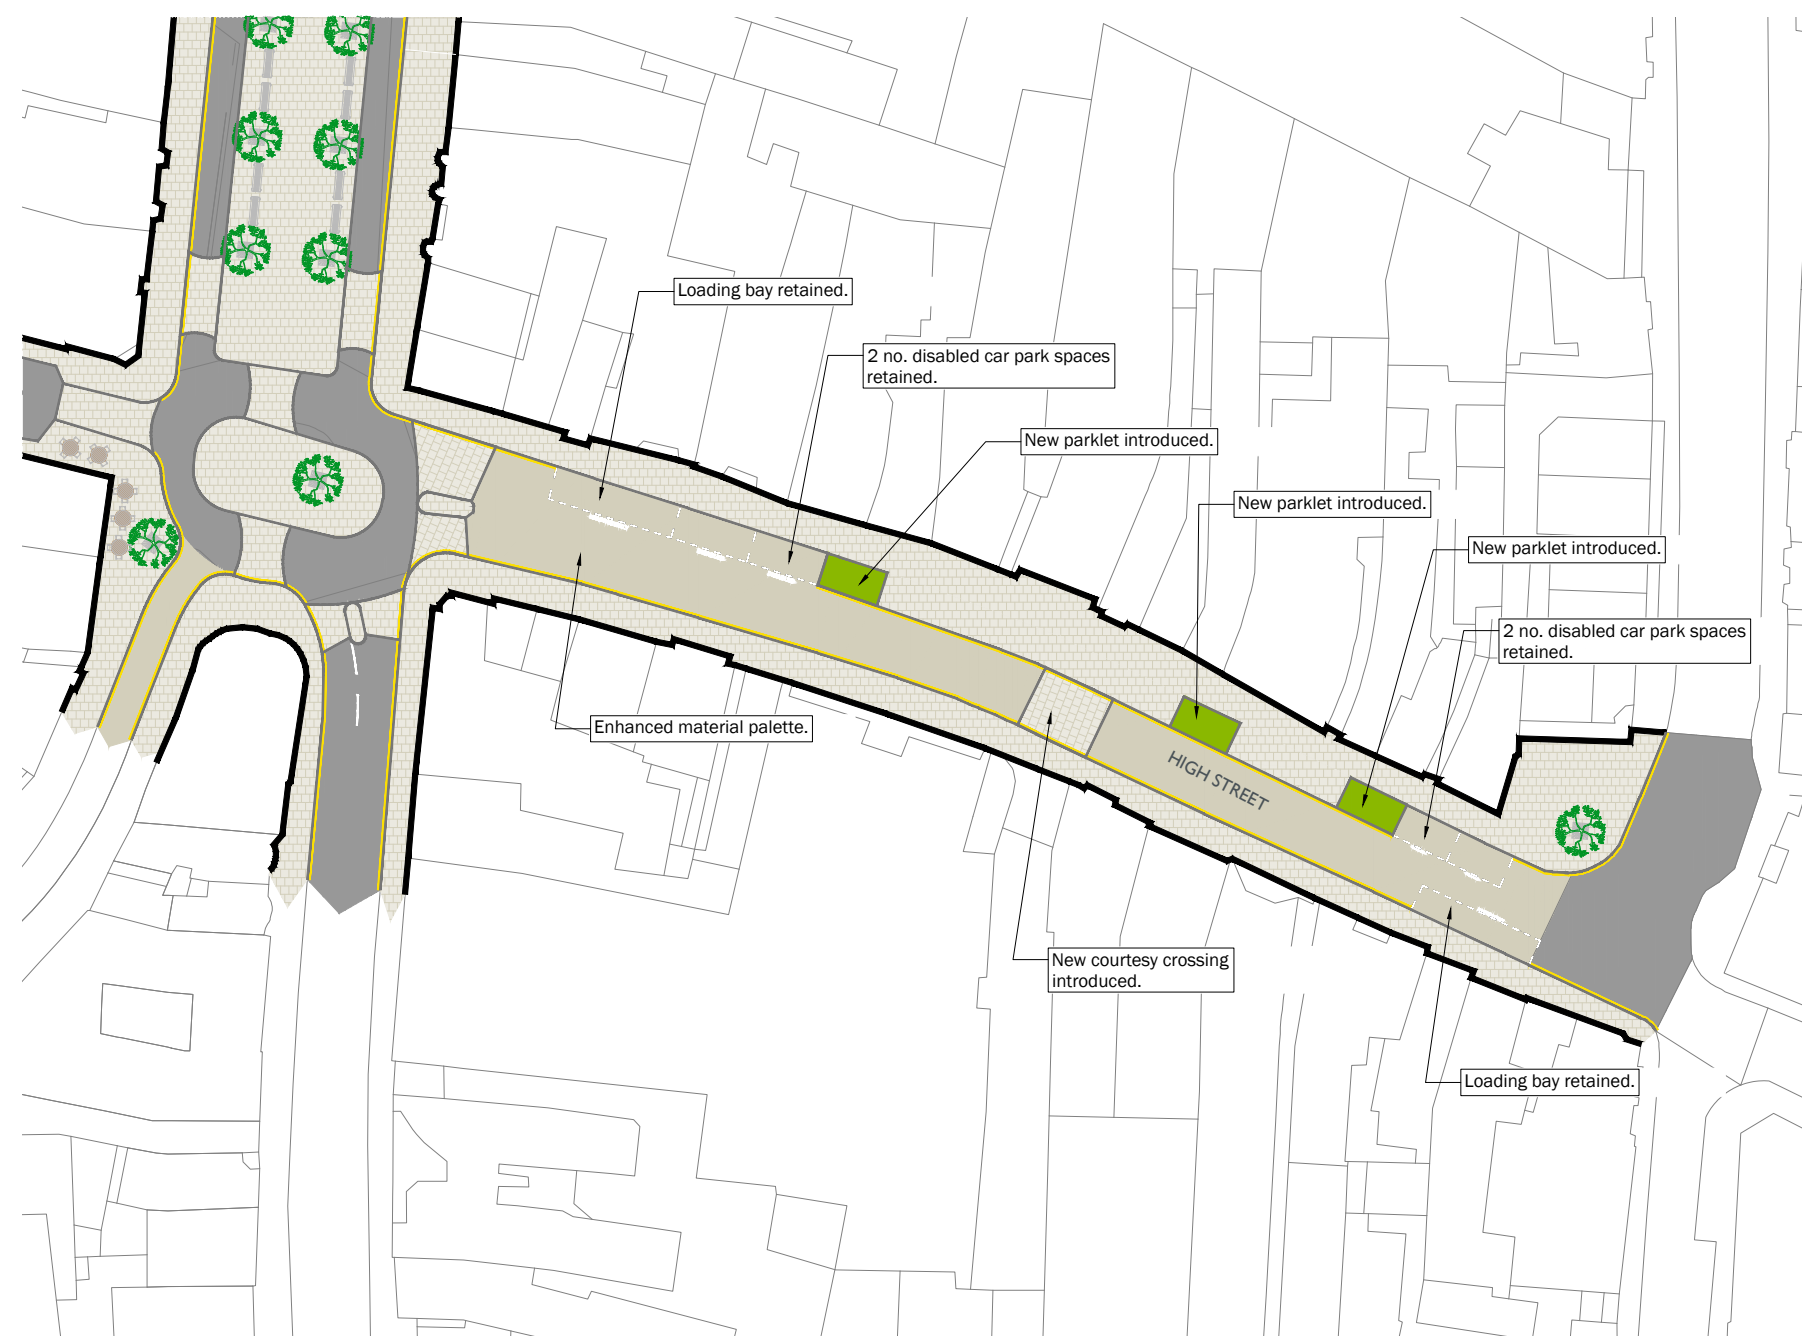 Loading bay retained.
2 no. disabled car park spaces
retained.
New parklet introduced.
New parklet introduced.
New parklet introduced.
2 no. disabled car park spaces
retained.
Enhanced material palette.
HIGH STREET
New courtesy crossing
introduced.
Loading bay retained.